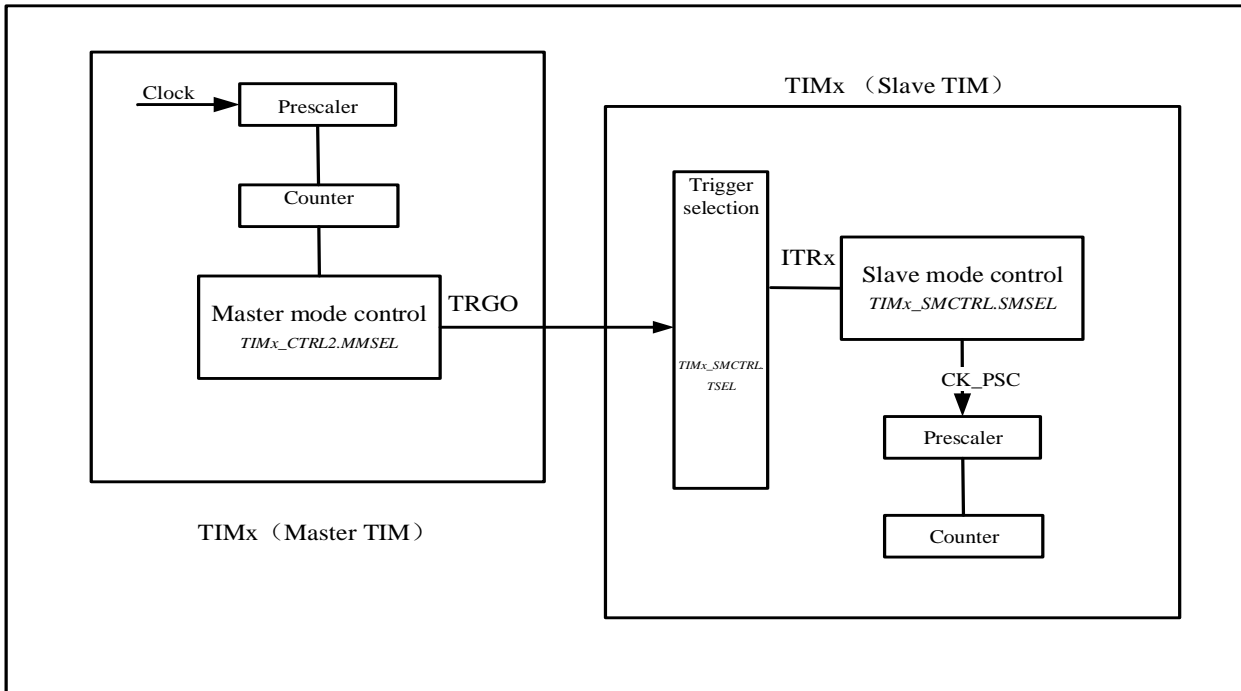 Clock
Prescaler
Counter
Master mode control
TIMx_CTRL2.MMSEL
TRGO
TIMx（Master TIM）
TIMx （Slave TIM）
Trigger
selection
TIMx_SMCTRL.
TSEL
ITRx
Slave mode control
TIMx_SMCTRL.SMSEL
CK_PSC
Prescaler
Counter